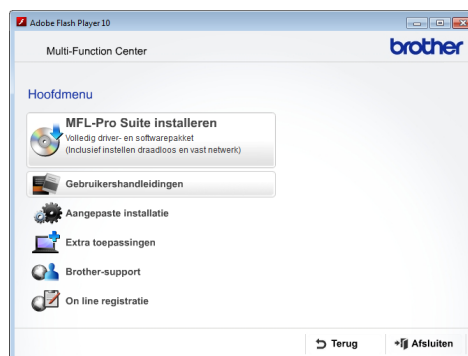 Adobe Flash Player 10
Multi-Function Center
brother
Hoofdmenu
MFL-Pro Suite installeren
Volledig driver- en softwarepakket
(Inclusief instellen draadloos en vast netwerk)
Gebruikershandleidingen
Aangepaste installatie
Extra toepassingen
Brother-support
On line registratie
Terug
Afsluiten